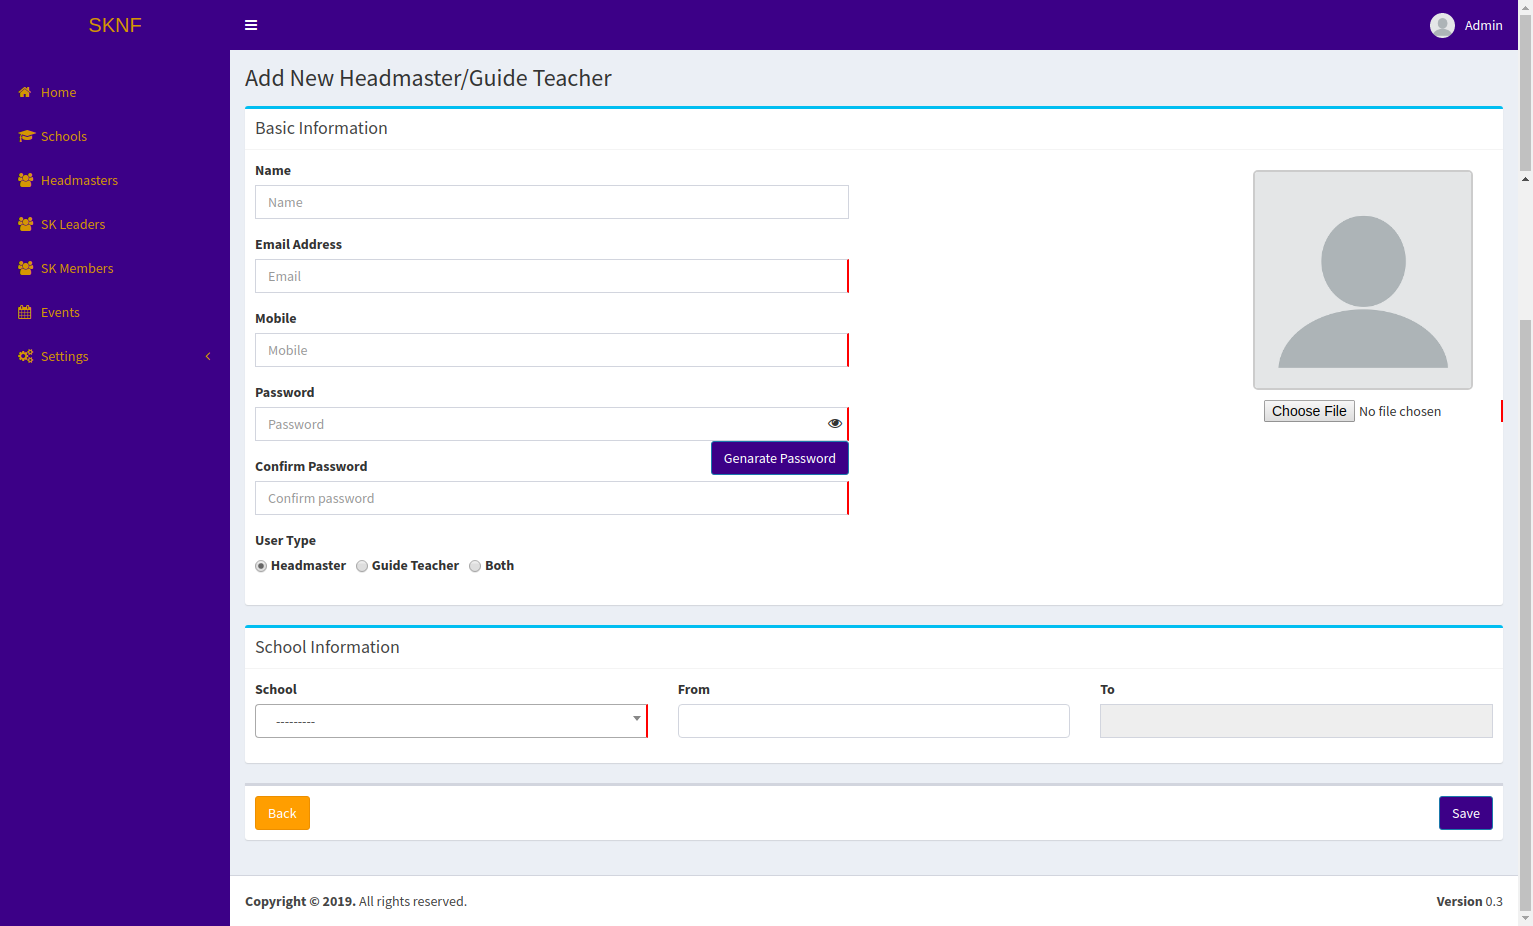 SKNF
Admin
Home
Schools
Headmasters
SK Leaders
SK Members
Events
Settings
Add New Headmaster/Guide Teacher
Basic Information
Name
Name
Email Address
Email
Mobile
Mobile
Password
Password
Genarate Password
Confirm Password
Confirm password
User Type
Headmaster Guide Teacher Both
Choose File No file chosen
School Information
School From To
---------
Back Save
Copyright © 2019. All rights reserved. Version 0.3